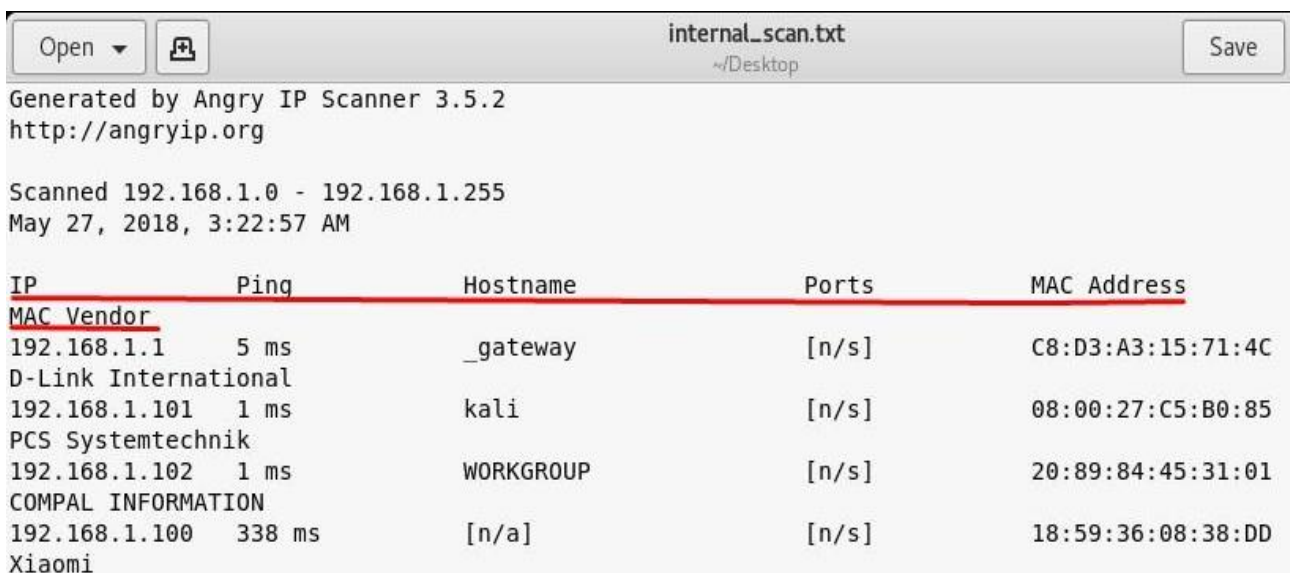 Open
internal_scan.txt
~/Desktop
Save
Generated by Angry IP Scanner 3.5.2
http://angryip.org
Scanned 192.168.1.0 - 192.168.1.255
May 27, 2018, 3:22:57 AM
IP Ping Hostname Ports MAC Address
MAC Vendor
192.168.1.1 5 ms _gateway [n/s] C8:D3:A3:15:71:4C
D-Link International
192.168.1.101 1 ms kali [n/s] 08:00:27:C5:B0:85
PCS Systemtechnik
192.168.1.102 1 ms WORKGROUP [n/s] 20:89:84:45:31:01
COMPAL INFORMATION
192.168.1.100 338 ms [n/a] [n/s] 18:59:36:08:38:DD
Xiaomi